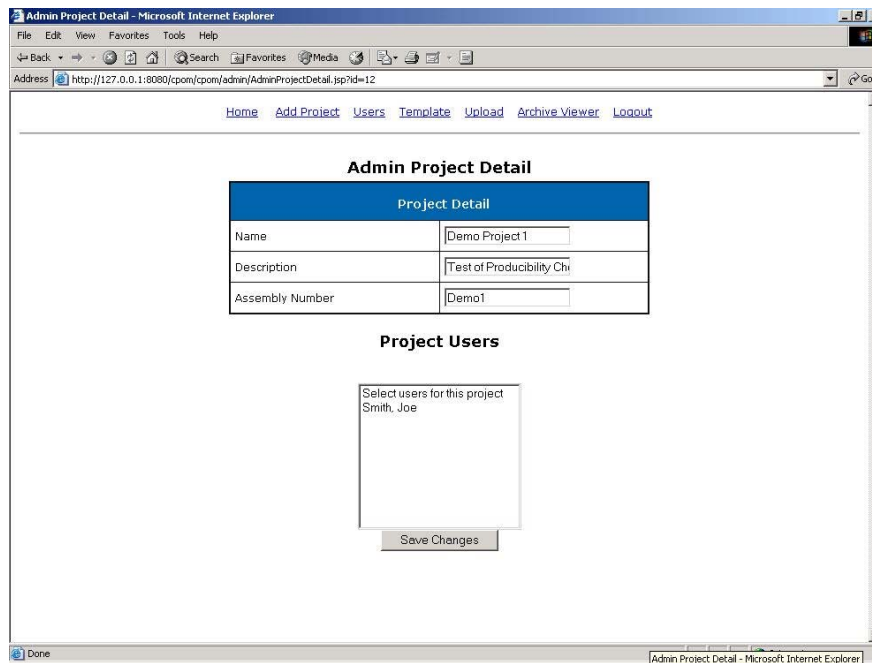 Admin Project Detail - Microsoft Internet Explorer
File Edit View Favorites Tools Help
Back Search Favorites Media
Address http://127.0.0.1:8080/cpom/cpom/admin/AdminProjectDetail.jsp?id=12 Go
Home Add Project Users Template Upload Archive Viewer Logout
Admin Project Detail
Project Detail
Name Demo Project 1
Description Test of Producibility Che
Assembly Number Demo1
Project Users
Select users for this project
Smith, Joe
Save Changes
Done
Admin Project Detail - Microsoft Internet Explorer